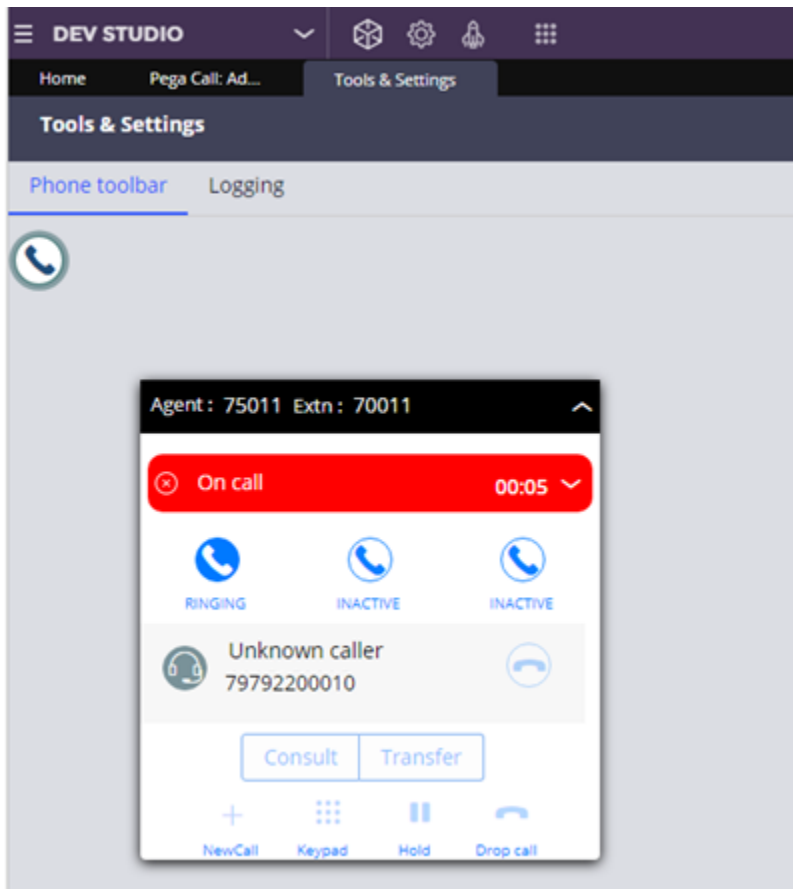 DEV STUDIO
Home Pega Call: Ad... Tools & Settings
Tools & Settings
Phone toolbar Logging
Agent: 75011 Extn: 70011
On call 00:05
RINGING INACTIVE INACTIVE
Unknown caller
79792200010
Consult Transfer
NewCall Keypad Hold Drop call